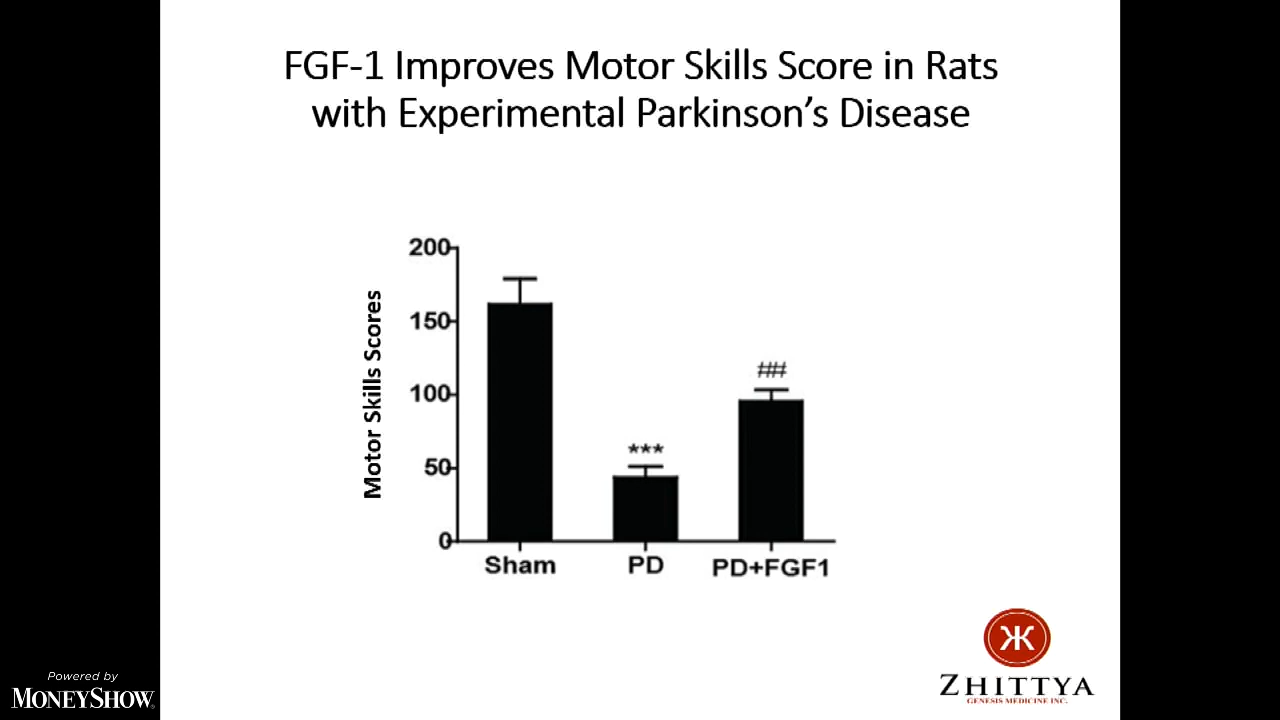 FGF-1 Improves Motor Skills Score in Rats
with Experimental Parkinson's Disease
200
150
100
50
0
Motor Skills Scores
***
##
Sham PD PD+FGF1
Powered by
MONEYSHOW
ZHITTYA
GENESIS MEDICINE INC.